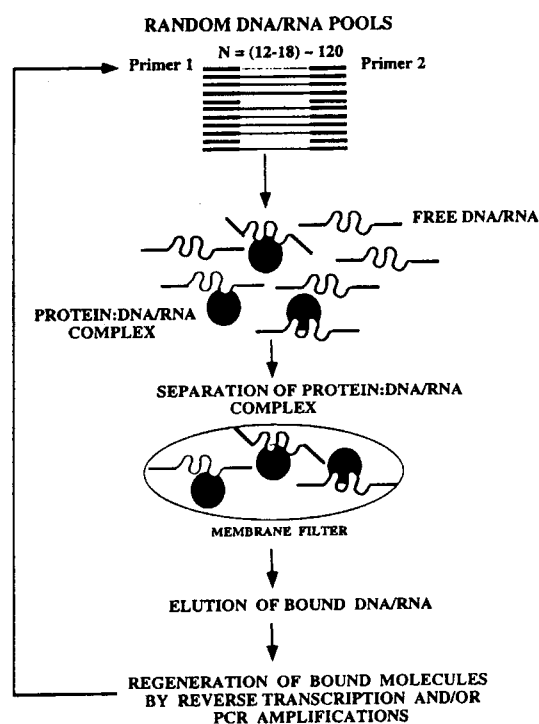 RANDOM DNA/RNA POOLS
N = (12-18) - 120
Primer 1
Primer 2
FREE DNA/RNA
PROTEIN:DNA/RNA
COMPLEX
SEPARATION OF PROTEIN:DNA/RNA
COMPLEX
MEMBRANE FILTER
ELUTION OF BOUND DNA/RNA
REGENERATION OF BOUND MOLECULES
BY REVERSE TRANSCRIPTION AND/OR
PCR AMPLIFICATIONS